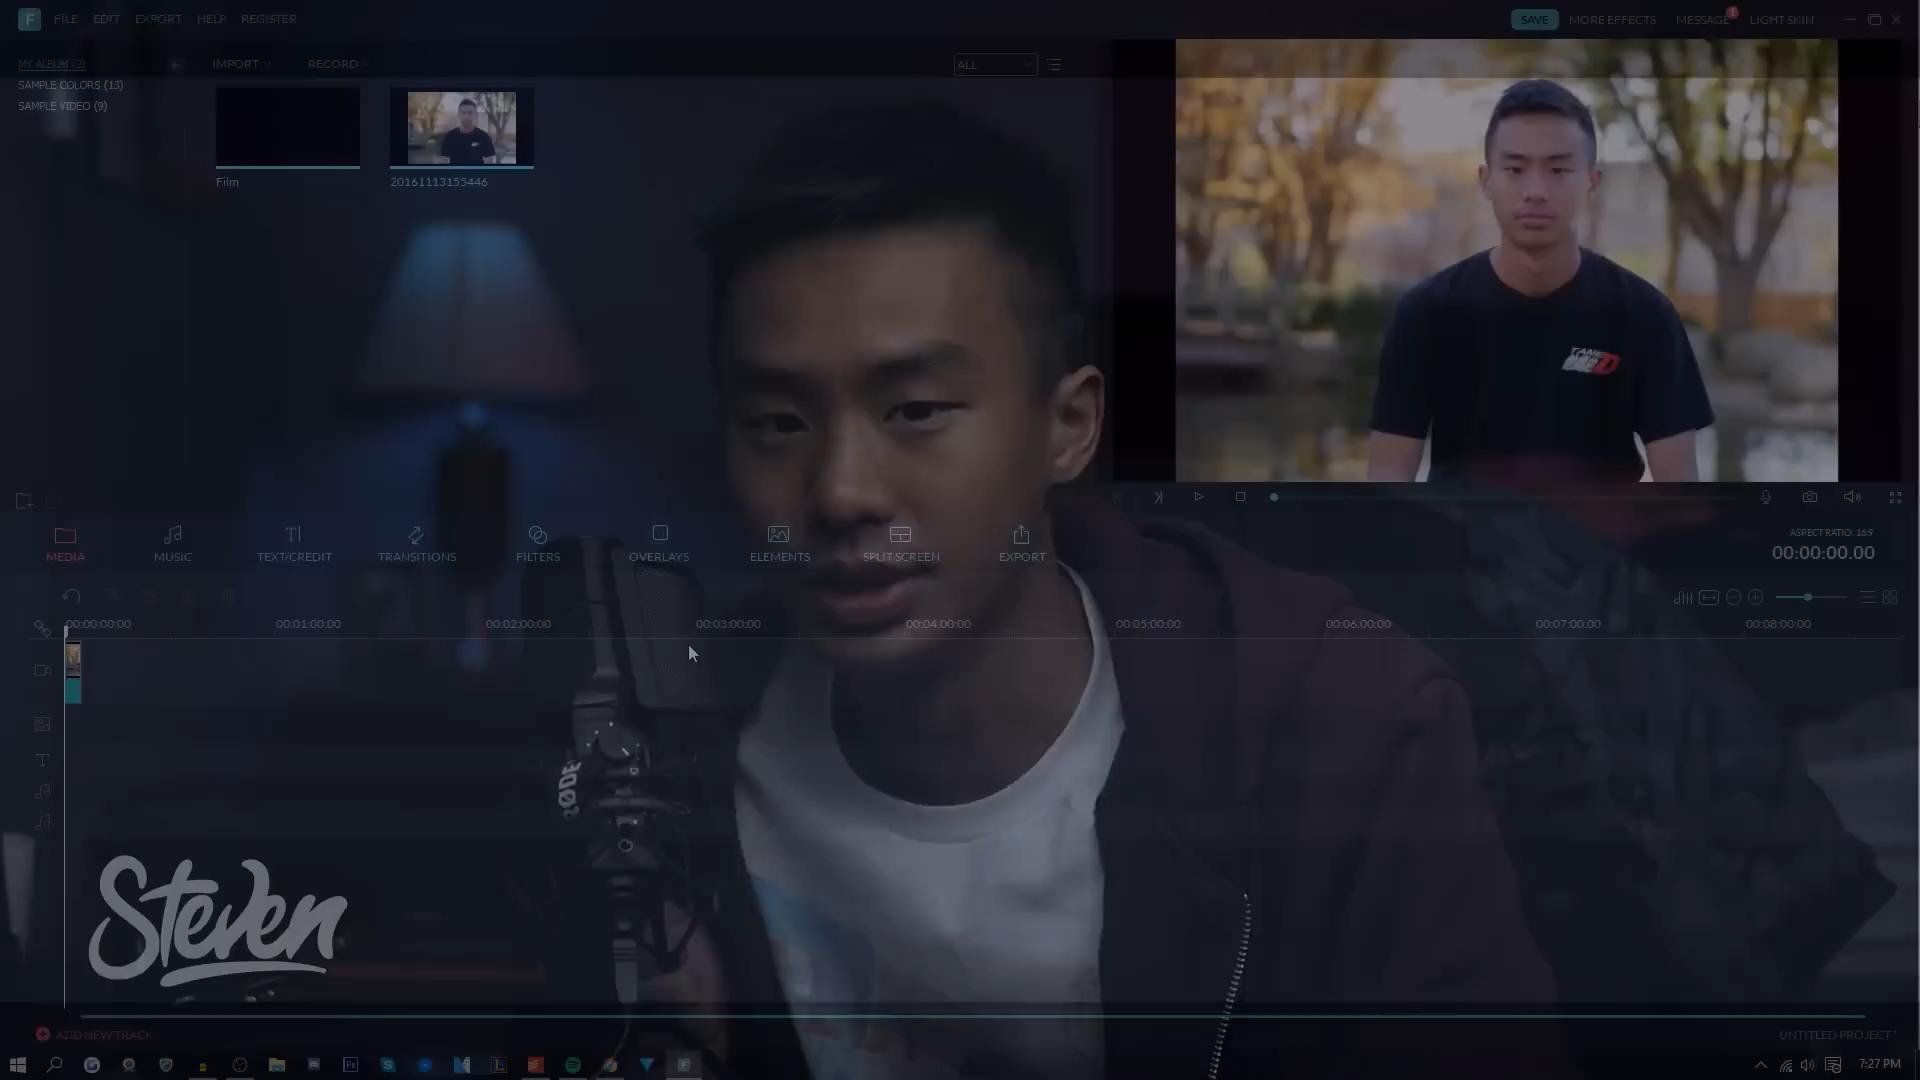 FILE EDIT EXPORT HELP REGISTER
SAVE MORE EFFECTS MESSAGE 1 LIGHT SKIN
MY ALBUM (2)
IMPORT RECORD ALL
SAMPLE COLORS (13)
SAMPLE VIDEO (9)
Film 20161113155446
MEDIA MUSIC TEXT/CREDIT TRANSITIONS FILTERS OVERLAYS ELEMENTS SPLIT SCREEN EXPORT
ASPECT RATIO: 16:9
00:00:00.00
00:00:00:00 00:01:00:00 00:02:00:00 00:03:00:00 00:04:00:00 00:05:00:00 00:06:00:00 00:07:00:00 00:08:00:00
RØDE
Steven
ADD NEW TRACK
UNTITLED PROJECT*
7:27 PM